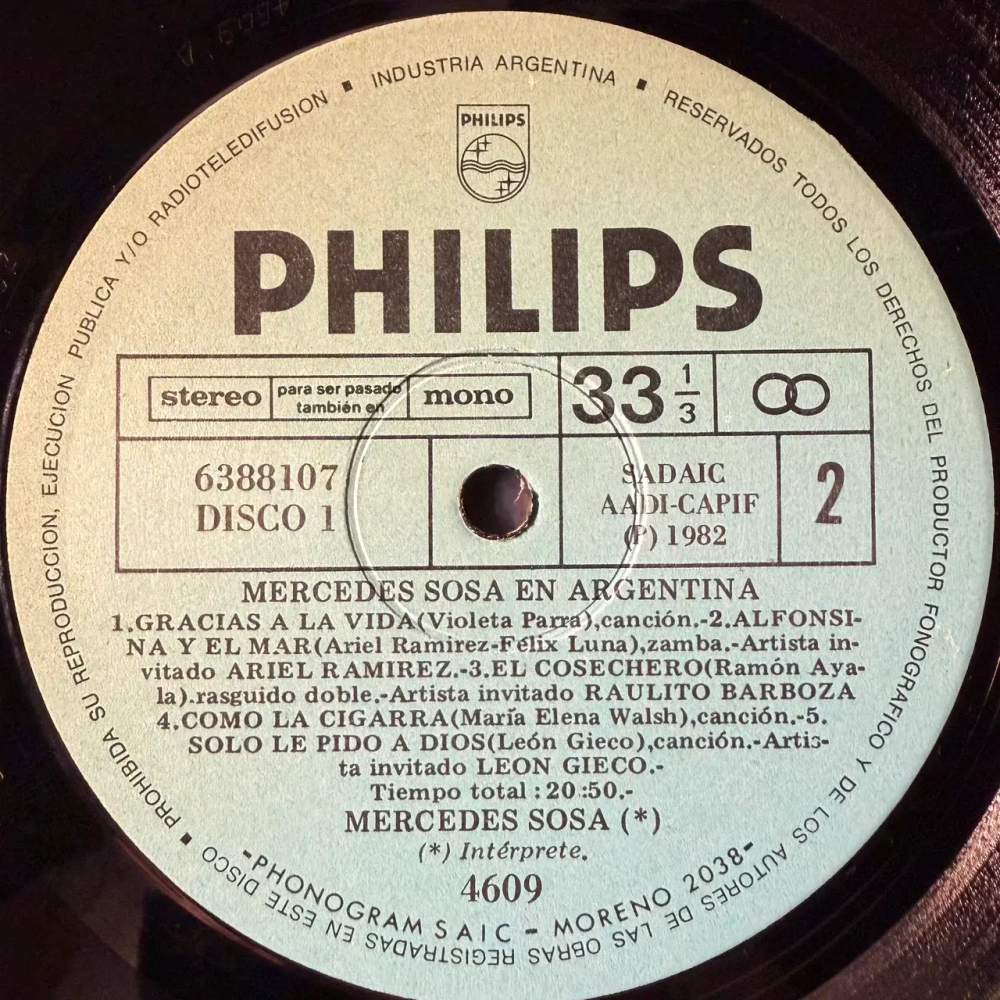 PROHIBIDA SU REPRODUCCION, EJECUCION PUBLICA Y/O RADIOTELEDIFUSION ▪ INDUSTRIA ARGENTINA ▪ RESERVADOS TODOS LOS DERECHOS DEL PRODUCTOR FONOGRAFICO Y DE LOS AUTORES DE LAS OBRAS REGISTRADAS EN ESTE DISCO ▪
PHILIPS
PHILIPS
stereo para ser pasado también en mono 33 1/3
6388107
DISCO 1
SADAIC
AADI-CAPIF
(P) 1982
2
MERCEDES SOSA EN ARGENTINA
1.GRACIAS A LA VIDA(Violeta Parra),canción.-2.ALFONSI-
NA Y EL MAR(Ariel Ramirez-Félix Luna),zamba.-Artista in-
vitado ARIEL RAMIREZ.-3.EL COSECHERO(Ramón Aya-
la).rasguido doble.-Artista invitado RAULITO BARBOZA
4.COMO LA CIGARRA(María Elena Walsh),canción.-5.
SOLO LE PIDO A DIOS(León Gieco),canción.-Artis-
ta invitado LEON GIECO.-
Tiempo total :20:50.-
MERCEDES SOSA (*)
(*) Intérprete.
4609
-PHONOGRAM SAIC - MORENO 2038-